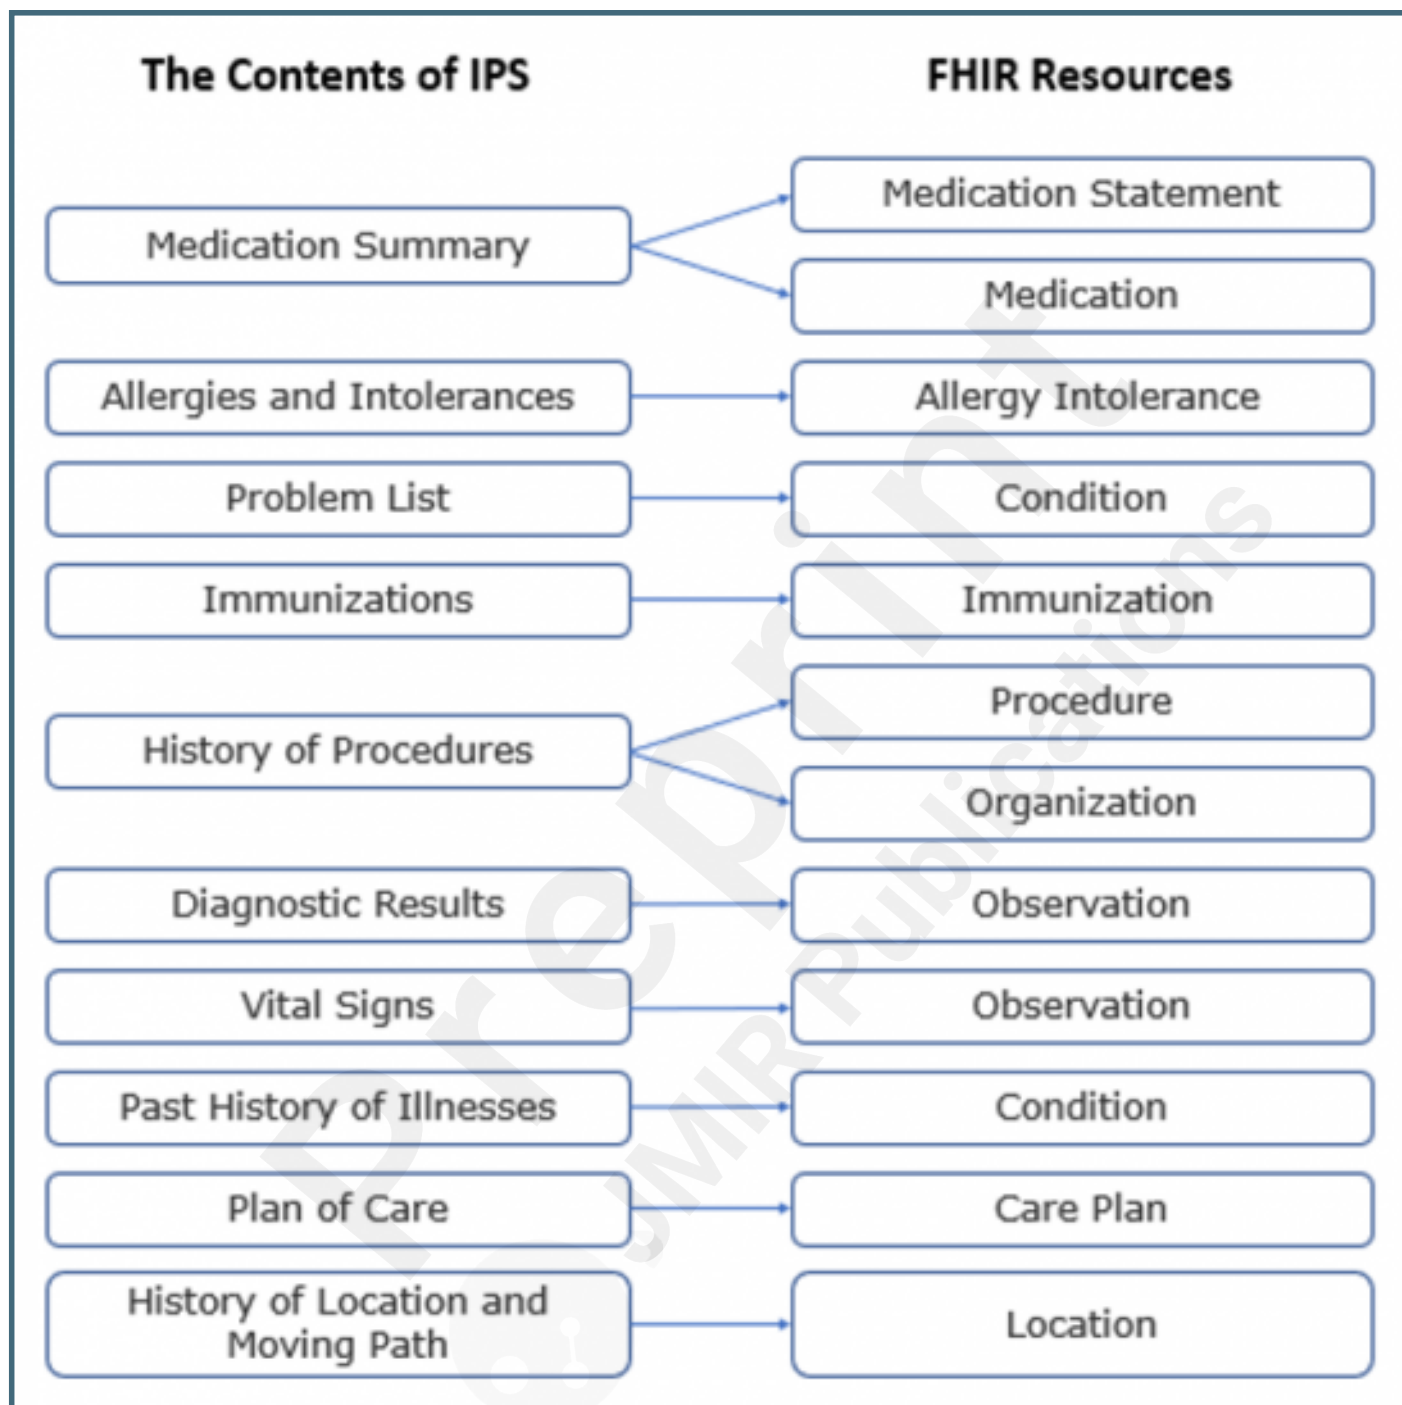 The Contents of IPS
FHIR Resources
Medication Summary
Medication Statement
Medication
Allergies and Intolerances
Allergy Intolerance
Problem List
Condition
Immunizations
Immunization
History of Procedures
Procedure
Organization
Diagnostic Results
Observation
Vital Signs
Observation
Past History of Illnesses
Condition
Plan of Care
Care Plan
History of Location and
Moving Path
Location
Preprint
JMIR Publications